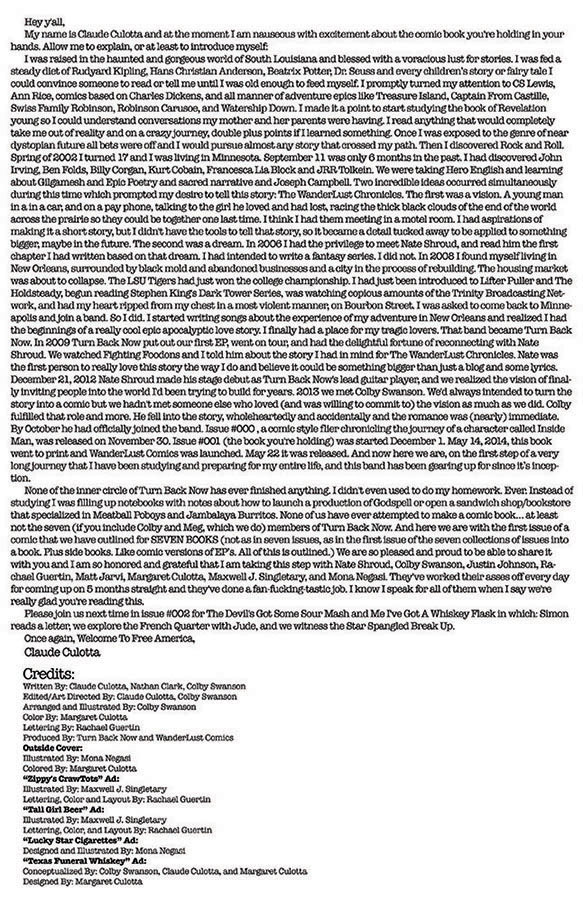 Hey y'all,
My name is Claude Culotta and at the moment I am nauseous with excitement about the comic book you're holding in your
hands. Allow me to explain, or at least to introduce myself:
I was raised in the haunted and gorgeous world of South Louisiana and blessed with a voracious lust for stories. I was fed a
steady diet of Rudyard Kipling, Hans Christian Anderson, Beatrix Potter, Dr. Seuss and every children's story or fairy tale I
could convince someone to read or tell me until I was old enough to feed myself. I promptly turned my attention to CS Lewis,
Ann Rice, comics based on Charles Dickens, and all manner of adventure epics like Treasure Island, Captain From Castille,
Swiss Family Robinson, Robinson Carusoe, and Watership Down. I made it a point to start studying the book of Revelation
young so I could understand conversations my mother and her parents were having. I read anything that would completely
take me out of reality and on a crazy journey, double plus points if I learned something. Once I was exposed to the genre of near
dystopian future all bets were off and I would pursue almost any story that crossed my path. Then I discovered Rock and Roll.
Spring of 2002 I turned 17 and I was living in Minnesota. September 11 was only 6 months in the past. I had discovered John
Irving, Ben Folds, Billy Corgan, Kurt Cobain, Francesca Lia Block and JRR Tolkein. We were taking Hero English and learning
about Gilgamesh and Epic Poetry and sacred narrative and Joseph Campbell. Two incredible ideas occurred simultaneously
during this time which prompted my desire to tell this story: The WanderLust Chronicles. The first was a vision. A young man
in a in a car, and on a pay phone, talking to the girl he loved and had lost, racing the thick black clouds of the end of the world
across the prairie so they could be together one last time. I think I had them meeting in a motel room. I had aspirations of
making it a short story, but I didn't have the tools to tell that story, so it became a detail tucked away to be applied to something
bigger, maybe in the future. The second was a dream. In 2006 I had the privilege to meet Nate Shroud, and read him the first
chapter I had written based on that dream. I had intended to write a fantasy series. I did not. In 2008 I found myself living in
New Orleans, surrounded by black mold and abandoned businesses and a city in the process of rebuilding. The housing market
was about to collapse. The LSU Tigers had just won the college championship. I had just been introduced to Lifter Puller and The
Holdsteady, begun reading Stephen King's Dark Tower Series, was watching copious amounts of the Trinity Broadcasting Net-
work, and had my heart ripped from my chest in a most violent manner, on Bourbon Street. I was asked to come back to Minne-
apolis and join a band. So I did. I started writing songs about the experience of my adventure in New Orleans and realized I had
the beginnings of a really cool epic apocalyptic love story. I finally had a place for my tragic lovers. That band became Turn Back
Now. In 2009 Turn Back Now put out our first EP, went on tour, and had the delightful fortune of reconnecting with Nate
Shroud. We watched Fighting Foodons and I told him about the story I had in mind for The WanderLust Chronicles. Nate was
the first person to really love this story the way I do and believe it could be something bigger than just a blog and some lyrics.
December 21, 2012 Nate Shroud made his stage debut as Turn Back Now's lead guitar player, and we realized the vision of final-
ly inviting people into the world I'd been trying to build for years. 2013 we met Colby Swanson. We'd always intended to turn the
story into a comic but we hadn't met someone else who loved (and was willing to commit to) the vision as much as we did. Colby
fulfilled that role and more. He fell into the story, wholeheartedly and accidentally and the romance was (nearly) immediate.
By October he had officially joined the band. Issue #000 , a comic style flier chronicling the journey of a character called Inside
Man, was released on November 30. Issue #001 (the book you're holding) was started December 1. May 14, 2014, this book
went to print and WanderLust Comics was launched. May 22 it was released. And now here we are, on the first step of a very
long journey that I have been studying and preparing for my entire life, and this band has been gearing up for since it's incep-
tion.
None of the inner circle of Turn Back Now has ever finished anything. I didn't even used to do my homework. Ever. Instead of
studying I was filling up notebooks with notes about how to launch a production of Godspell or open a sandwich shop/bookstore
that specialized in Meatball Poboys and Jambalaya Burritos. None of us have ever attempted to make a comic book... at least
not the seven (if you include Colby and Meg, which we do) members of Turn Back Now. And here we are with the first issue of a
comic that we have outlined for SEVEN BOOKS (not as in seven issues, as in the first issue of the seven collections of issues into
a book. Plus side books. Like comic versions of EP's. All of this is outlined.) We are so pleased and proud to be able to share it
with you and I am so honored and grateful that I am taking this step with Nate Shroud, Colby Swanson, Justin Johnson, Ra-
chael Guertin, Matt Jarvi, Margaret Culotta, Maxwell J. Singletary, and Mona Negasi. They've worked their asses off every day
for coming up on 5 months straight and they've done a fan-fucking-tastic job. I know I speak for all of them when I say we're
really glad you're reading this.
Please join us next time in issue #002 for The Devil's Got Some Sour Mash and Me I've Got A Whiskey Flask in which: Simon
reads a letter, we explore the French Quarter with Jude, and we witness the Star Spangled Break Up.
Once again, Welcome To Free America,
Claude Culotta
Credits:
Written By: Claude Culotta, Nathan Clark, Colby Swanson
Edited/Art Directed By: Claude Culotta, Colby Swanson
Arranged and Illustrated By: Colby Swanson
Color By: Margaret Culotta
Lettering By: Rachael Guertin
Produced By: Turn Back Now and WanderLust Comics
Outside Cover:
Illustrated By: Mona Negasi
Colored By: Margaret Culotta
"Zippy's CrawTots" Ad:
Illustrated By: Maxwell J. Singletary
Lettering, Color and Layout By: Rachael Guertin
"Tall Girl Beer" Ad:
Illustrated By: Maxwell J. Singletary
Lettering, Color, and Layout By: Rachael Guertin
"Lucky Star Cigarettes" Ad:
Designed and Illustrated By: Mona Negasi
"Texas Funeral Whiskey" Ad:
Conceptualized By: Colby Swanson, Claude Culotta, and Margaret Culotta
Designed By: Margaret Culotta